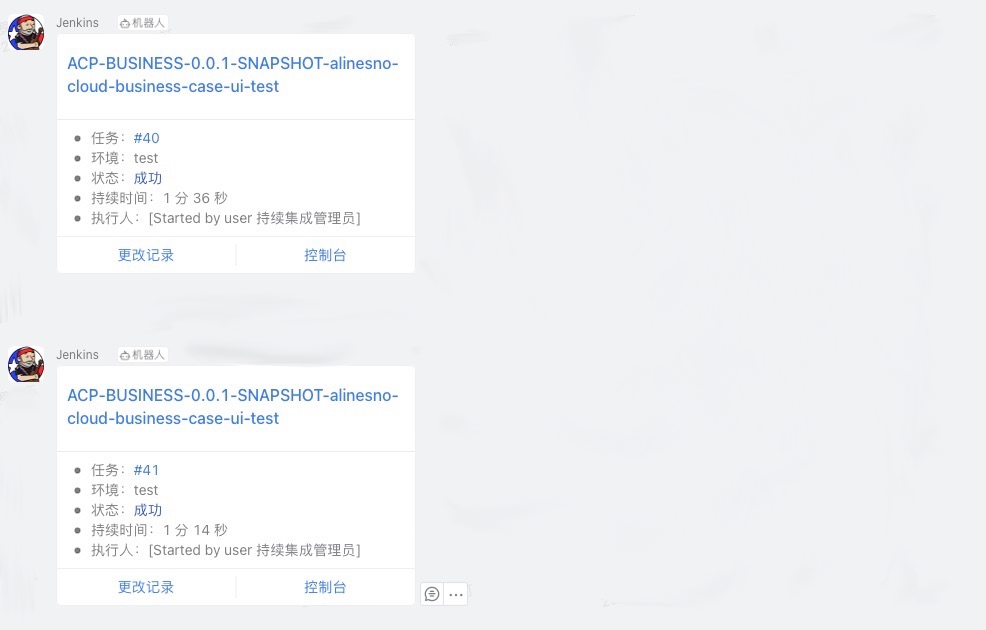 Jenkins 机器人
ACP-BUSINESS-0.0.1-SNAPSHOT-alinesno-
cloud-business-case-ui-test
任务：#40
环境：test
状态：成功
持续时间：1 分 36 秒
执行人：[Started by user 持续集成管理员]
更改记录 控制台
Jenkins 机器人
ACP-BUSINESS-0.0.1-SNAPSHOT-alinesno-
cloud-business-case-ui-test
任务：#41
环境：test
状态：成功
持续时间：1 分 14 秒
执行人：[Started by user 持续集成管理员]
更改记录 控制台